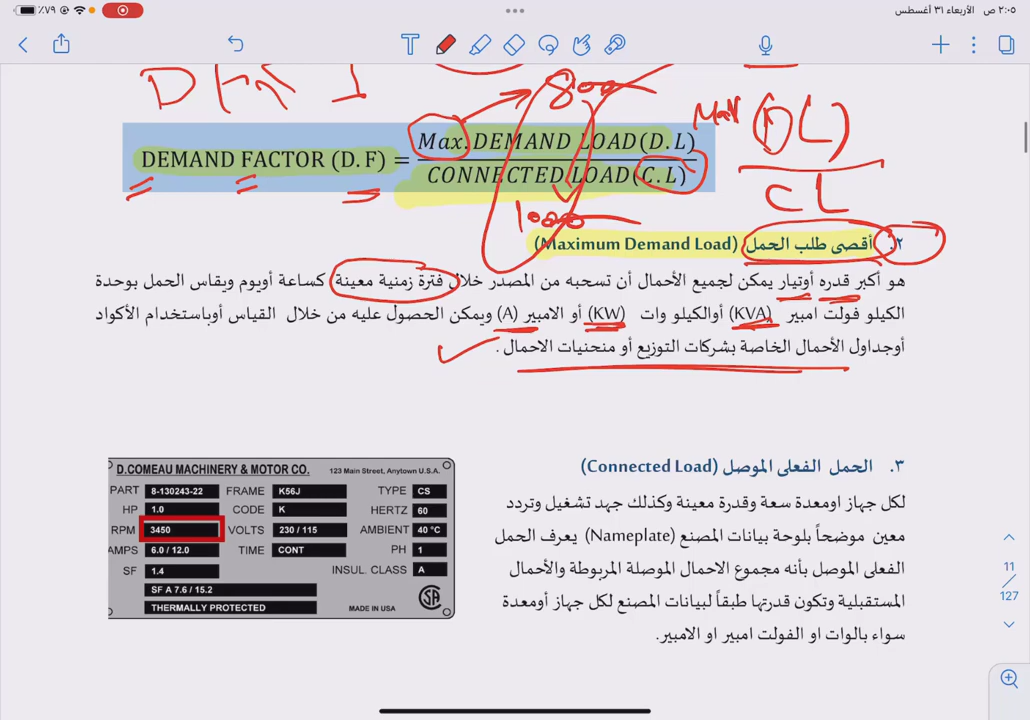 ٢:٠٥ ص الأربعاء ٣١ أغسطس
٧٩٪
800
Max DL
CL
DEMAND FACTOR (D.F) = Max.DEMAND LOAD(D.L)
CONNECTED LOAD(C.L)
1000
٢. أقصى طلب الحمل (Maximum Demand Load)
هو أكبر قدره أوتيار يمكن لجميع الأحمال أن تسحبه من المصدر خلال فترة زمنية معينة كساعة أويوم ويقاس الحمل بوحدة
الكيلو فولت امبير (KVA) أوالكيلو وات (KW) أو الامبير (A) ويمكن الحصول عليه من خلال القياس أوباستخدام الأكواد
أوجداول الأحمال الخاصة بشركات التوزيع أو منحنيات الاحمال .
٣. الحمل الفعلى الموصل (Connected Load)
لكل جهاز اومعدة سعة وقدرة معينة وكذلك جهد تشغيل وتردد
معين موضحاً بلوحة بيانات المصنع (Nameplate) يعرف الحمل
الفعلى الموصل بأنه مجموع الاحمال الموصلة المربوطة والأحمال
المستقبلية وتكون قدرتها طبقاً لبيانات المصنع لكل جهاز أومعدة
سواء بالوات او الفولت امبير او الامبير.
D.COMEAU MACHINERY & MOTOR CO. 123 Main Street, Anytown U.S.A.
PART 8-130243-22 FRAME K56J TYPE CS
HP 1.0 CODE K HERTZ 60
RPM 3450 VOLTS 230 / 115 AMBIENT 40 °C
AMPS 6.0 / 12.0 TIME CONT PH 1
SF 1.4 INSUL. CLASS A
SF A 7.6 / 15.2
THERMALLY PROTECTED MADE IN USA
SA
11
127